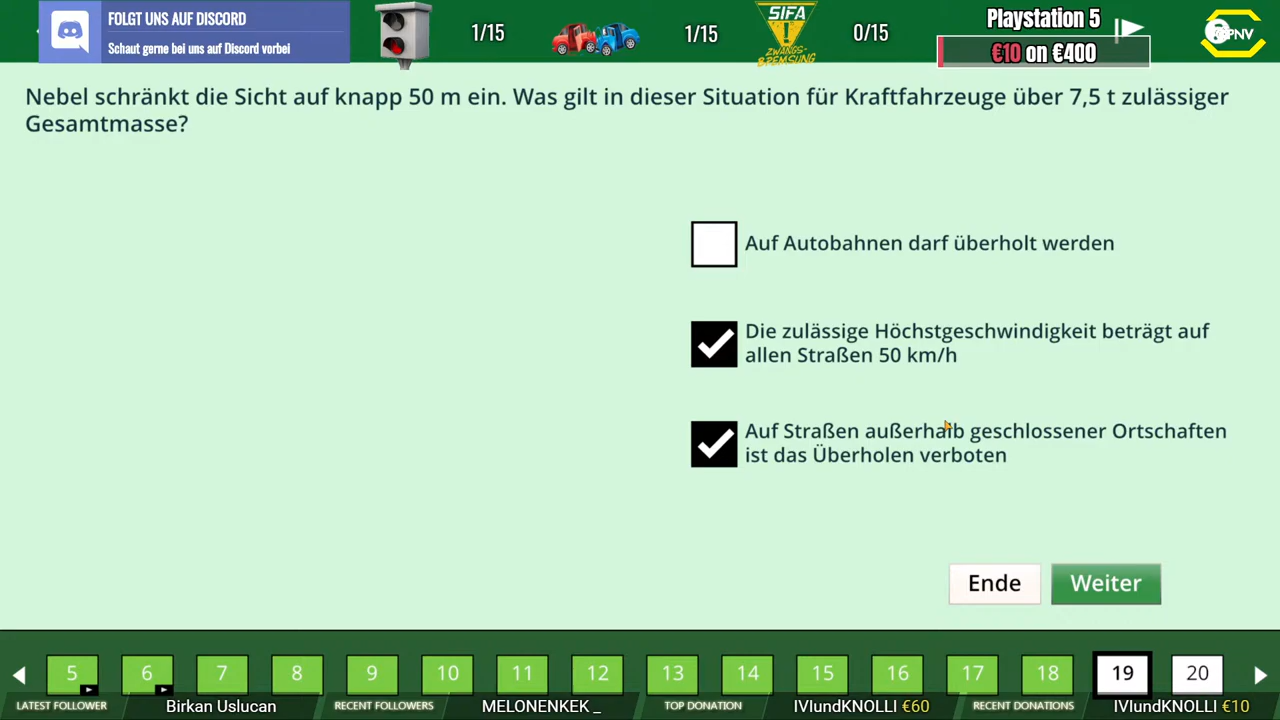 FOLGT UNS AUF DISCORD
Schaut gerne bei uns auf Discord vorbei
1/15
1/15
SIFA
!
ZWANGS-
BREMSUNG
0/15
Playstation 5
€10 on €400
Nebel schränkt die Sicht auf knapp 50 m ein. Was gilt in dieser Situation für Kraftfahrzeuge über 7,5 t zulässiger
Gesamtmasse?
Auf Autobahnen darf überholt werden
Die zulässige Höchstgeschwindigkeit beträgt auf
allen Straßen 50 km/h
Auf Straßen außerhalb geschlossener Ortschaften
ist das Überholen verboten
Ende
Weiter
5 6 7 8 9 10 11 12 13 14 15 16 17 18 19 20
LATEST FOLLOWER Birkan Uslucan RECENT FOLLOWERS MELONENKEK_ TOP DONATION IVIundKNOLLI €60 RECENT DONATIONS IVIundKNOLLI €10